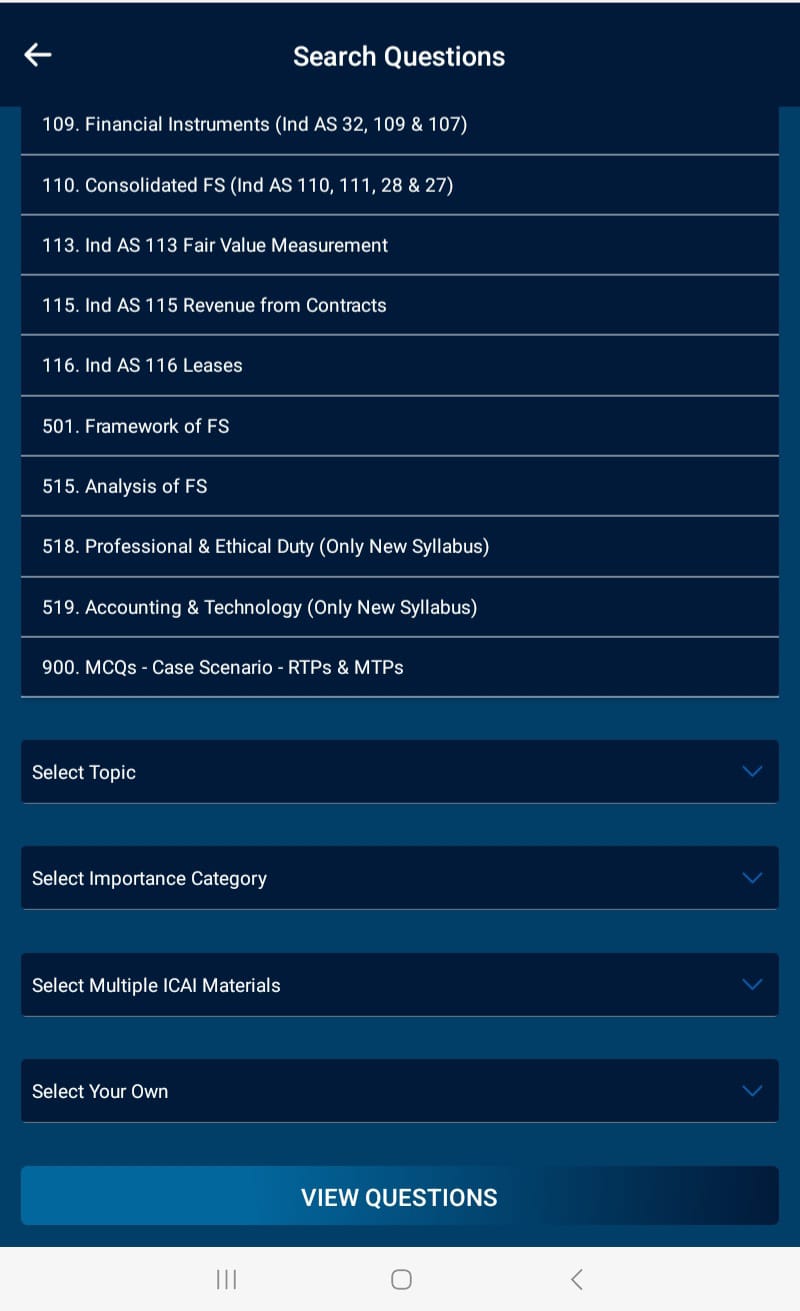 Search Questions
109. Financial Instruments (Ind AS 32, 109 & 107)
110. Consolidated FS (Ind AS 110, 111, 28 & 27)
113. Ind AS 113 Fair Value Measurement
115. Ind AS 115 Revenue from Contracts
116. Ind AS 116 Leases
501. Framework of FS
515. Analysis of FS
518. Professional & Ethical Duty (Only New Syllabus)
519. Accounting & Technology (Only New Syllabus)
900. MCQs - Case Scenario - RTPs & MTPs
Select Topic
Select Importance Category
Select Multiple ICAI Materials
Select Your Own
VIEW QUESTIONS